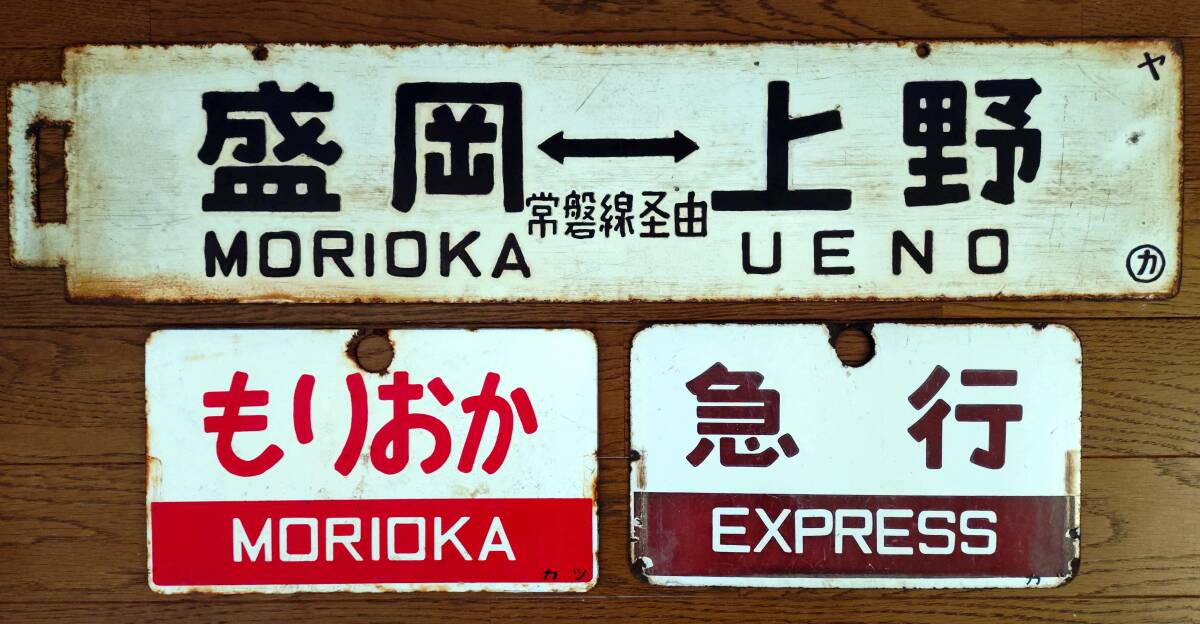 ヤ
盛岡↔上野
常磐線経由
MORIOKA UENO
カ
もりおか
MORIOKA
カツ
急行
EXPRESS
カ